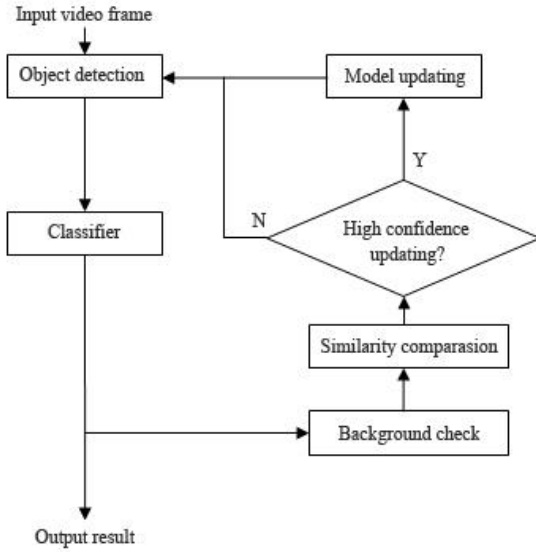 Input video frame
Object detection
Model updating
Y
N
High confidence
updating?
Classifier
Similarity comparasion
Background check
Output result